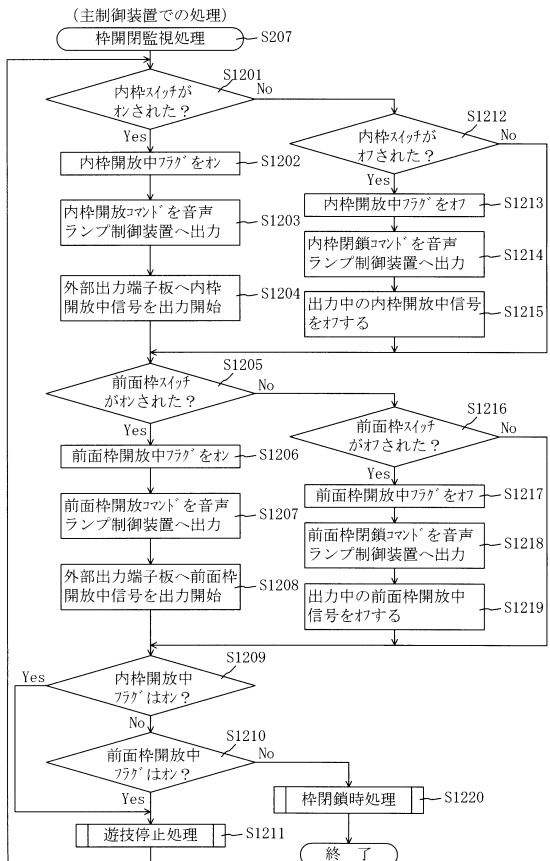 (主制御装置での処理)
枠開閉監視処理
S207
内枠スイッチが
オンされた？
S1201
Yes
No
内枠開放中フラグをオン
S1202
内枠開放コマンドを音声
ランプ制御装置へ出力
S1203
外部出力端子板へ内枠
開放中信号を出力開始
S1204
内枠スイッチが
オフされた？
S1212
Yes
No
内枠開放中フラグをオフ
S1213
内枠閉鎖コマンドを音声
ランプ制御装置へ出力
S1214
出力中の内枠開放中信号
をオフする
S1215
前面枠スイッチ
がオンされた？
S1205
Yes
No
前面枠開放中フラグをオン
S1206
前面枠開放コマンドを音声
ランプ制御装置へ出力
S1207
外部出力端子板へ前面枠
開放中信号を出力開始
S1208
前面枠スイッチ
がオフされた？
S1216
Yes
No
前面枠開放中フラグをオフ
S1217
前面枠閉鎖コマンドを音声
ランプ制御装置へ出力
S1218
出力中の前面枠開放中
信号をオフする
S1219
内枠開放中
フラグはオン？
S1209
Yes
No
前面枠開放中
フラグはオン？
S1210
Yes
No
遊技停止処理
S1211
枠閉鎖時処理
S1220
終 了